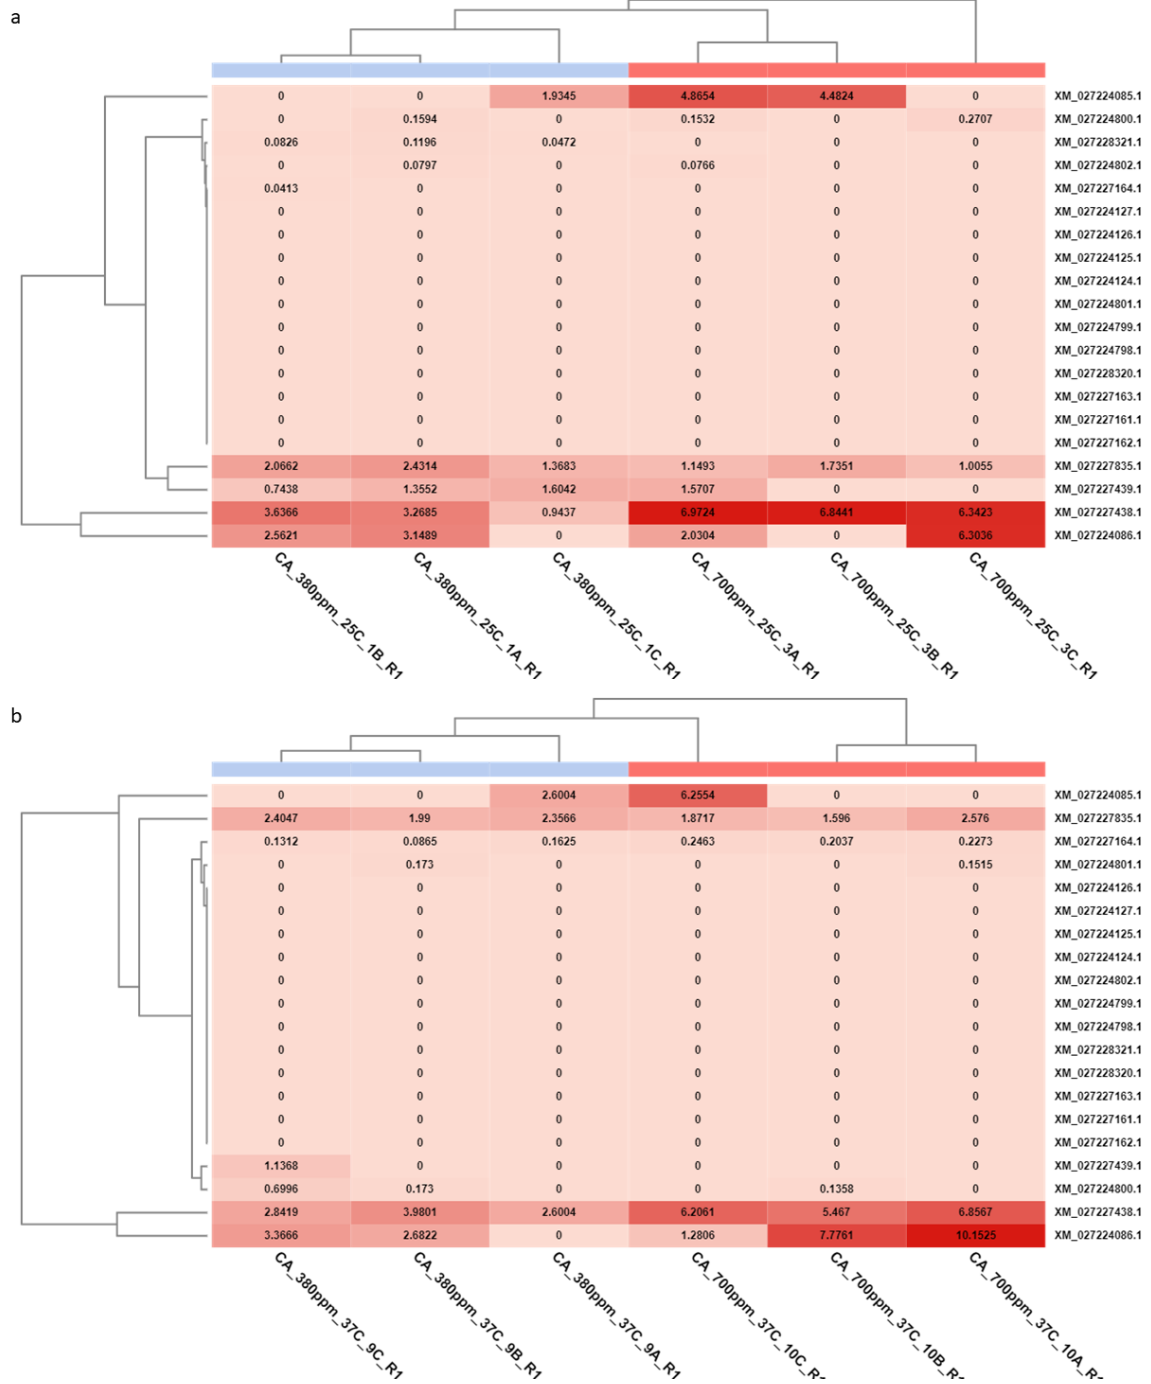 a
0 0 1.9345 4.8654 4.4824 0 XM_027224085.1
0 0.1594 0 0.1532 0 0.2707 XM_027224800.1
0.0826 0.1196 0.0472 0 0 0 XM_027228321.1
0 0.0797 0 0.0766 0 0 XM_027224802.1
0.0413 0 0 0 0 0 XM_027227164.1
0 0 0 0 0 0 XM_027224127.1
0 0 0 0 0 0 XM_027224126.1
0 0 0 0 0 0 XM_027224125.1
0 0 0 0 0 0 XM_027224124.1
0 0 0 0 0 0 XM_027224801.1
0 0 0 0 0 0 XM_027224799.1
0 0 0 0 0 0 XM_027224798.1
0 0 0 0 0 0 XM_027228320.1
0 0 0 0 0 0 XM_027227163.1
0 0 0 0 0 0 XM_027227161.1
0 0 0 0 0 0 XM_027227162.1
2.0662 2.4314 1.3683 1.1493 1.7351 1.0055 XM_027227835.1
0.7438 1.3552 1.6042 1.5707 0 0 XM_027227439.1
3.6366 3.2685 0.9437 6.9724 6.8441 6.3423 XM_027227438.1
2.5621 3.1489 0 2.0304 0 6.3036 XM_027224086.1
CA_380ppm_25C_1B_R1 CA_380ppm_25C_1A_R1 CA_380ppm_25C_1C_R1 CA_700ppm_25C_3A_R1 CA_700ppm_25C_3B_R1 CA_700ppm_25C_3C_R1
b
0 0 2.6004 6.2554 0 0 XM_027224085.1
2.4047 1.99 2.3566 1.8717 1.596 2.576 XM_027227835.1
0.1312 0.0865 0.1625 0.2463 0.2037 0.2273 XM_027227164.1
0 0.173 0 0 0 0.1515 XM_027224801.1
0 0 0 0 0 0 XM_027224126.1
0 0 0 0 0 0 XM_027224127.1
0 0 0 0 0 0 XM_027224125.1
0 0 0 0 0 0 XM_027224124.1
0 0 0 0 0 0 XM_027224802.1
0 0 0 0 0 0 XM_027224799.1
0 0 0 0 0 0 XM_027224798.1
0 0 0 0 0 0 XM_027228321.1
0 0 0 0 0 0 XM_027228320.1
0 0 0 0 0 0 XM_027227163.1
0 0 0 0 0 0 XM_027227161.1
0 0 0 0 0 0 XM_027227162.1
1.1368 0 0 0 0 0 XM_027227439.1
0.6996 0.173 0 0 0.1358 0 XM_027224800.1
2.8419 3.9801 2.6004 6.2061 5.467 6.8567 XM_027227438.1
3.3666 2.6822 0 1.2806 7.7761 10.1525 XM_027224086.1
CA_380ppm_37C_9C_R1 CA_380ppm_37C_9B_R1 CA_380ppm_37C_9A_R1 CA_700ppm_37C_10C_R1 CA_700ppm_37C_10B_R1 CA_700ppm_37C_10A_R1